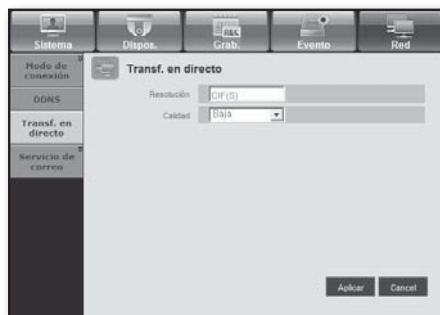 Sistema
Dispos.
Grab.
Evento
Red
Modo de
conexión
DDNS
Transf. en
directo
Servicio de
correo
Transf. en directo
Resolución
CIF(S)
Calidad
Baja
Aplicar
Cancel